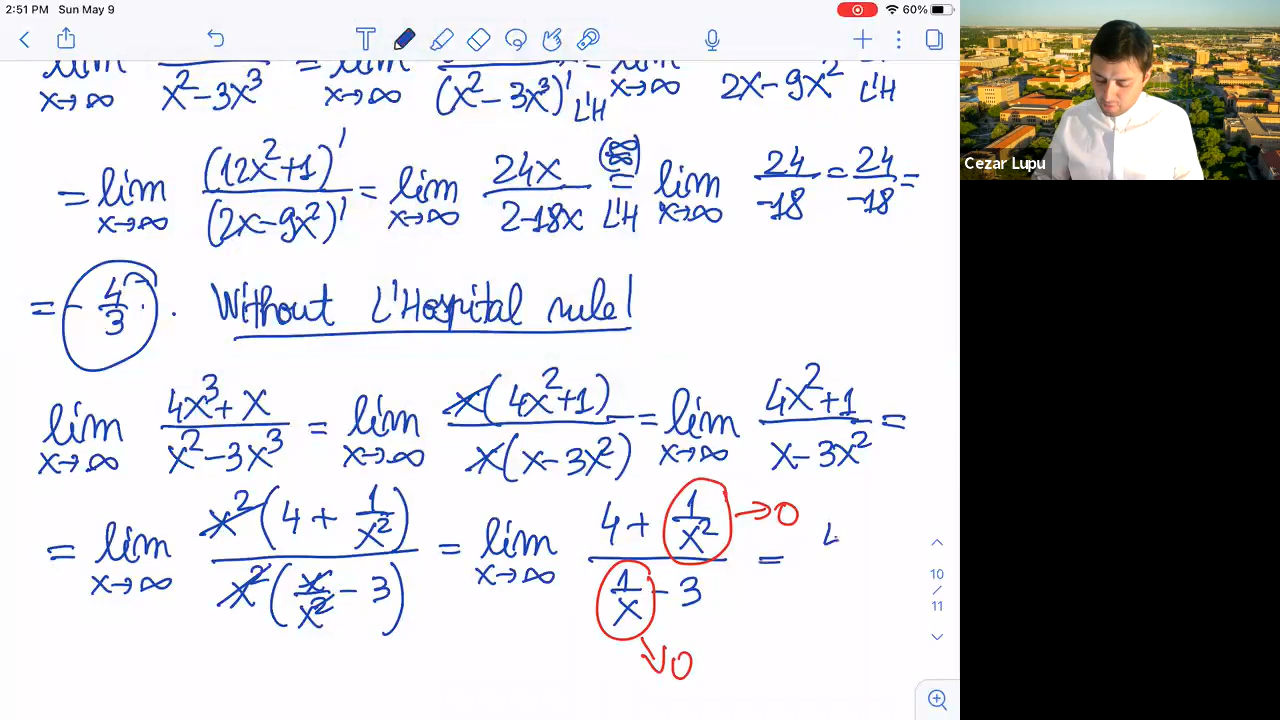 2:51 PM Sun May 9 60%
lim x→∞ x²-3x³ = lim x→∞ (x²-3x³)' L'H = lim x→∞ 2x-9x² L'H
= lim x→∞ (12x²+1)' / (2x-9x²)' = lim x→∞ 24x / 2-18x (∞/∞) = L'H lim x→∞ 24 / -18 = 24 / -18 =
= -4/3 . Without L'Hospital rule!
lim x→∞ 4x³+x / x²-3x³ = lim x→∞ x(4x²+1) / x(x-3x²) = lim x→∞ 4x²+1 / x-3x² =
= lim x→∞ x²(4+1/x²) / x²(x/x²-3) = lim x→∞ 4+1/x² / 1/x-3 = →0
→0
10
/
11
Cezar Lupu